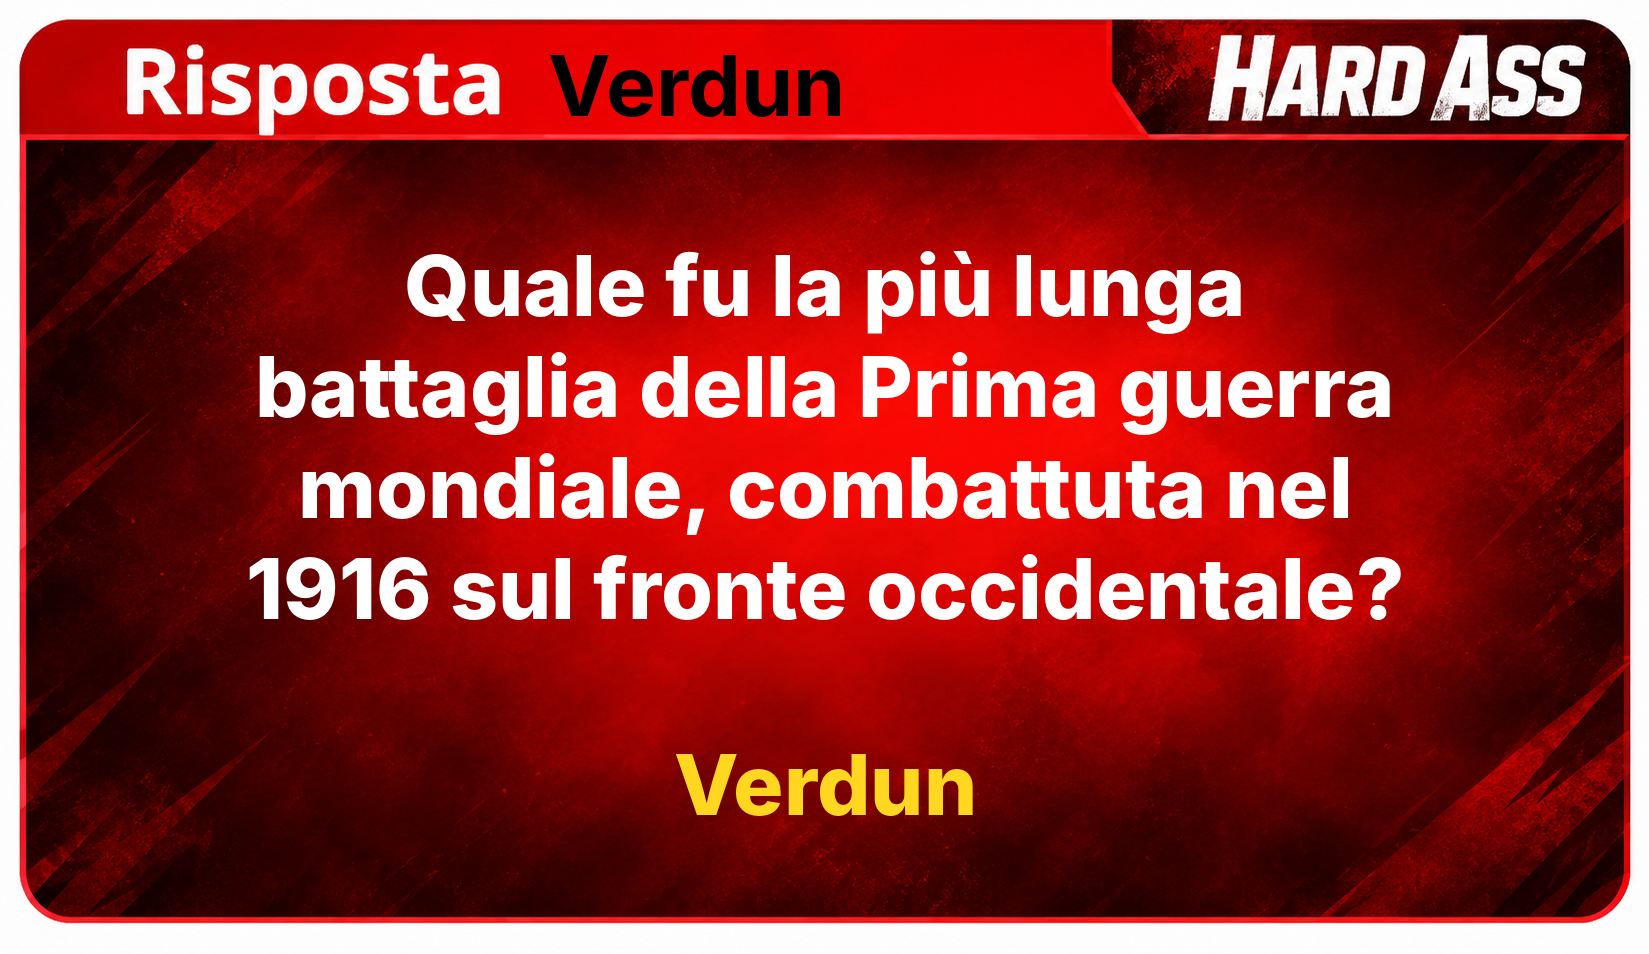 Risposta Verdun
HARD ASS
Quale fu la più lunga
battaglia della Prima guerra
mondiale, combattuta nel
1916 sul fronte occidentale?
Verdun